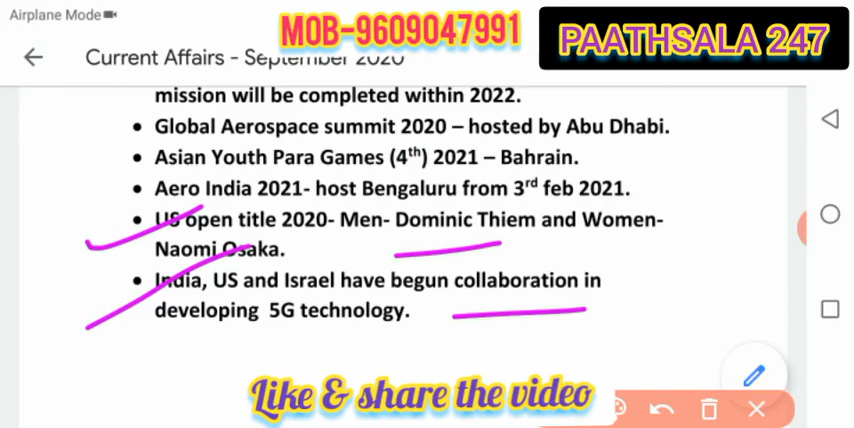 Airplane Mode
MOB-9609047991
PAATHSALA 247
Current Affairs - September 2020
mission will be completed within 2022.
• Global Aerospace summit 2020 – hosted by Abu Dhabi.
• Asian Youth Para Games (4th) 2021 – Bahrain.
• Aero India 2021- host Bengaluru from 3rd feb 2021.
• US open title 2020- Men- Dominic Thiem and Women-
Naomi Osaka.
• India, US and Israel have begun collaboration in
developing 5G technology.
Like & share the video